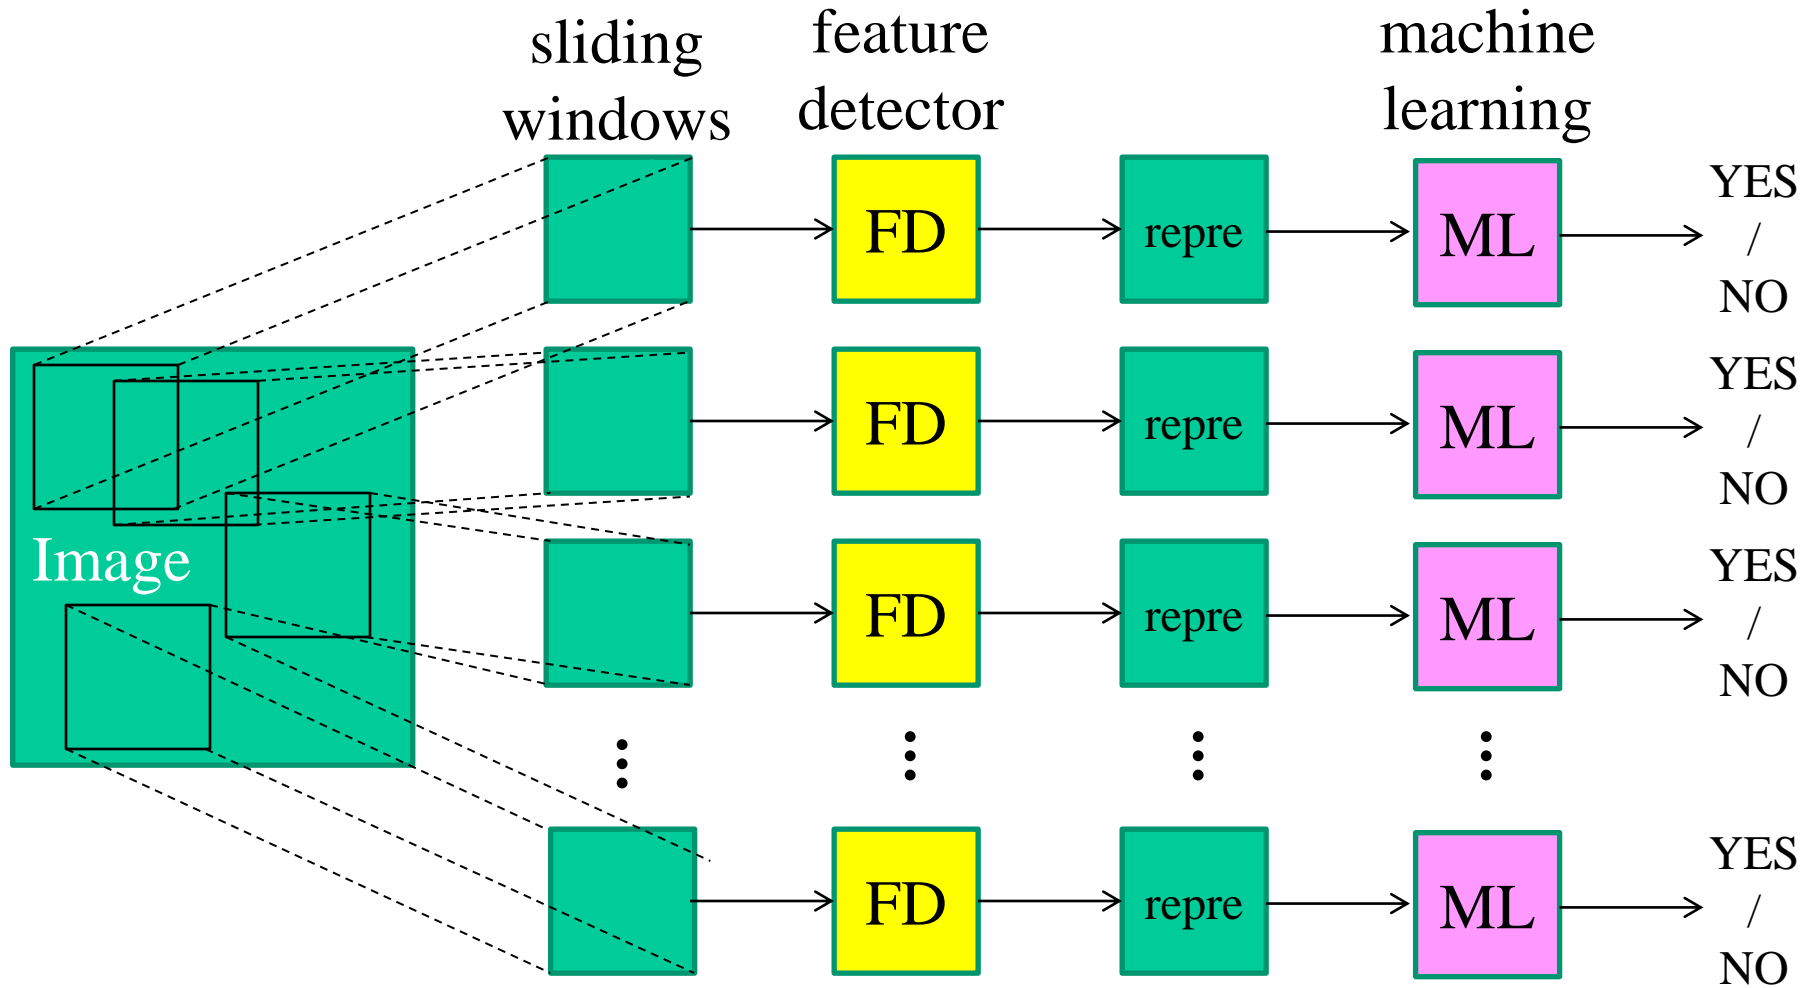 sliding
windows
feature
detector
machine
learning
FD
repre
ML
YES
/
NO
FD
repre
ML
YES
/
NO
Image
FD
repre
ML
YES
/
NO
FD
repre
ML
YES
/
NO